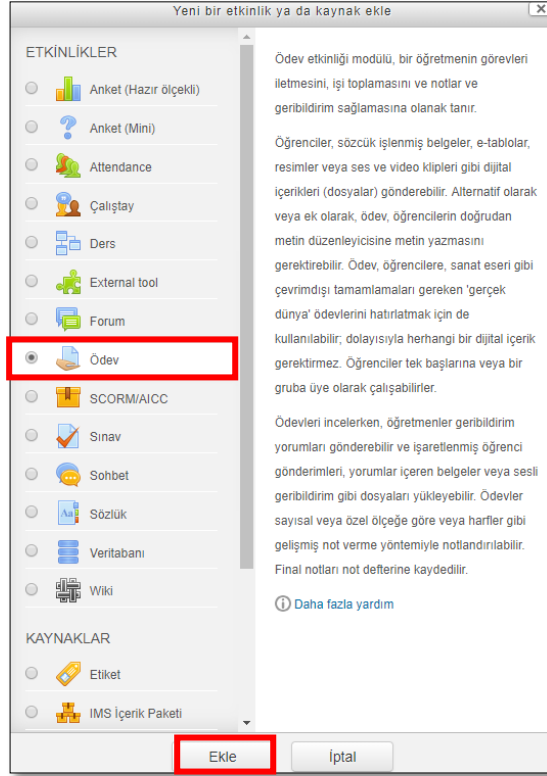 Yeni bir etkinlik ya da kaynak ekle
x
ETKİNLİKLER
Anket (Hazır ölçekli)
Anket (Mini)
Attendance
Çalıştay
Ders
External tool
Forum
Ödev
SCORM/AICC
Sınav
Sohbet
Sözlük
Veritabanı
Wiki
KAYNAKLAR
Etiket
IMS İçerik Paketi
Ödev etkinliği modülü, bir öğretmenin görevleri
iletmesini, işi toplamasını ve notlar ve
geribildirim sağlamasına olanak tanır.
Öğrenciler, sözcük işlenmiş belgeler, e-tablolar,
resimler veya ses ve video klipleri gibi dijital
içerikleri (dosyalar) gönderebilir. Alternatif olarak
veya ek olarak, ödev, öğrencilerin doğrudan
metin düzenleyicisine metin yazmasını
gerektirebilir. Ödev, öğrencilere, sanat eseri gibi
çevrimdışı tamamlamaları gereken 'gerçek
dünya' ödevlerini hatırlatmak için de
kullanılabilir; dolayısıyla herhangi bir dijital içerik
gerektirmez. Öğrenciler tek başlarına veya bir
gruba üye olarak çalışabilirler.
Ödevleri incelerken, öğretmenler geribildirim
yorumları gönderebilir ve işaretlenmiş öğrenci
gönderimleri, yorumlar içeren belgeler veya sesli
geribildirim gibi dosyaları yükleyebilir. Ödevler
sayısal veya özel ölçeğe göre veya harfler gibi
gelişmiş not verme yöntemiyle notlandırılabilir.
Final notları not defterine kaydedilir.
Daha fazla yardım
Ekle
İptal